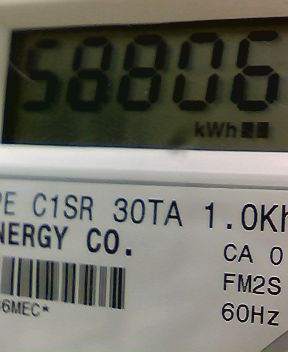 58806
kWh
PE C1SR 30TA 1.0Kh
NERGY CO.
CA 0
FM2S
60Hz
6MEC*